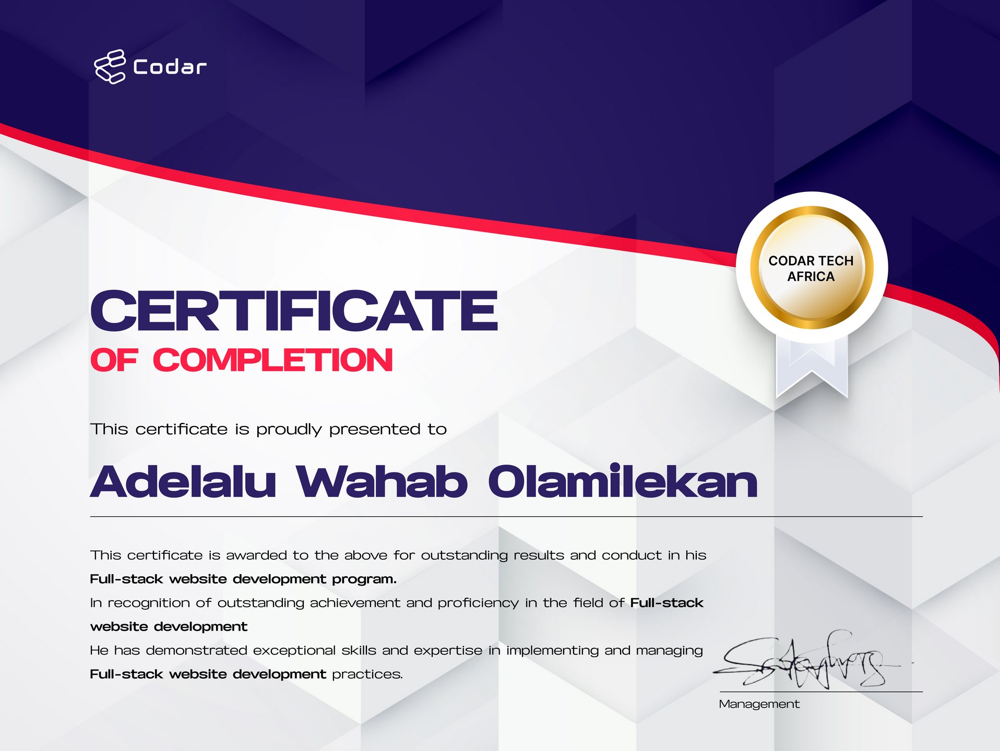 Codar
CODAR TECH
AFRICA
CERTIFICATE
OF COMPLETION
This certificate is proudly presented to
Adelalu Wahab Olamilekan
This certificate is awarded to the above for outstanding results and conduct in his
Full-stack website development program.
In recognition of outstanding achievement and proficiency in the field of Full-stack
website development
He has demonstrated exceptional skills and expertise in implementing and managing
Full-stack website development practices.
Management